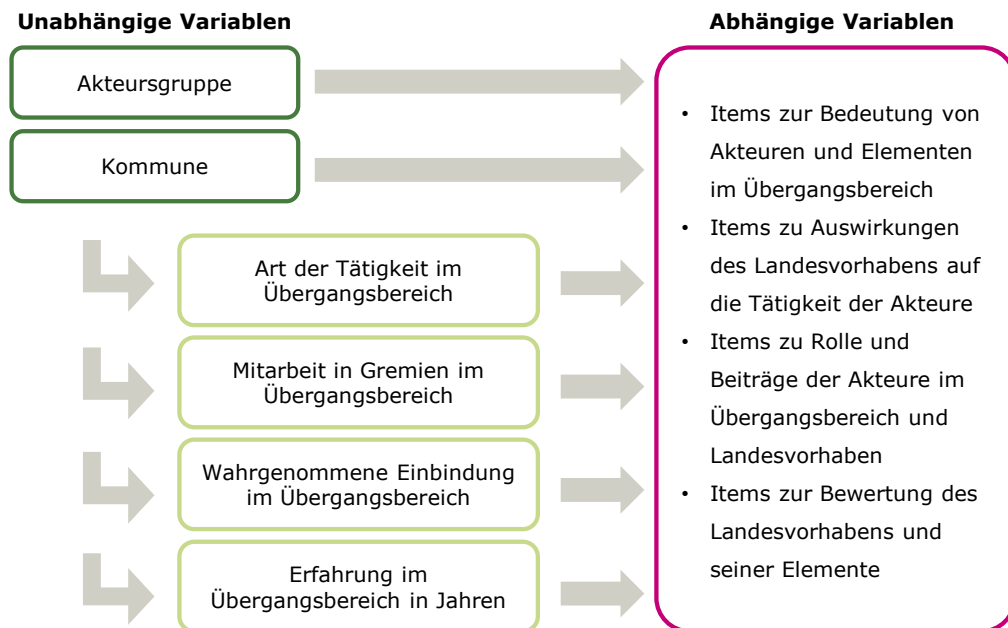 Unabhängige Variablen
Akteursgruppe
Kommune
Art der Tätigkeit im
Übergangsbereich
Mitarbeit in Gremien im
Übergangsbereich
Wahrgenommene Einbindung
im Übergangsbereich
Erfahrung im
Übergangsbereich in Jahren
Abhängige Variablen
• Items zur Bedeutung von
Akteuren und Elementen
im Übergangsbereich
• Items zu Auswirkungen
des Landesvorhabens auf
die Tätigkeit der Akteure
• Items zu Rolle und
Beiträge der Akteure im
Übergangsbereich und
Landesvorhaben
• Items zur Bewertung des
Landesvorhabens und
seiner Elemente